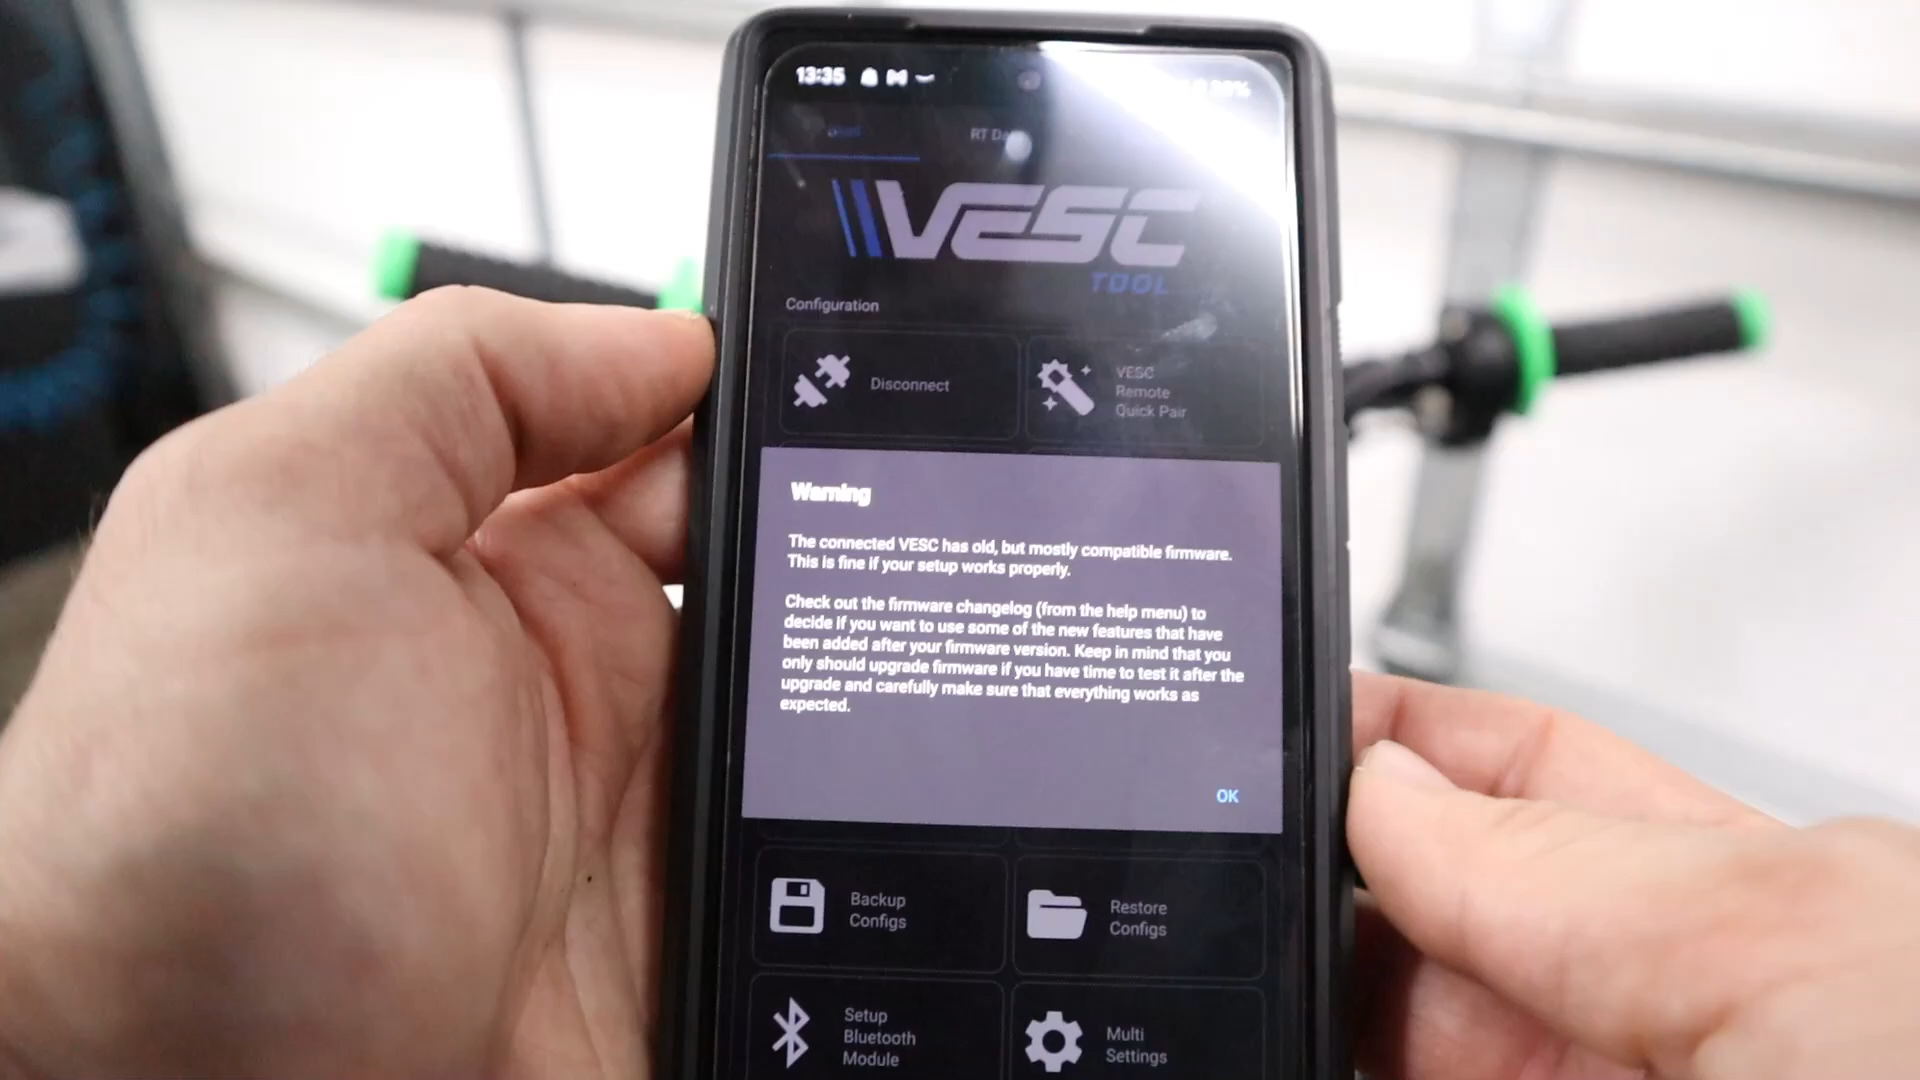 13:35
RT Da
VESC
TOOL
Configuration
Disconnect
VESC
Remote
Quick Pair
Warning
The connected VESC has old, but mostly compatible firmware.
This is fine if your setup works properly.
Check out the firmware changelog (from the help menu) to
decide if you want to use some of the new features that have
been added after your firmware version. Keep in mind that you
only should upgrade firmware if you have time to test it after the
upgrade and carefully make sure that everything works as
expected.
OK
Backup
Configs
Restore
Configs
Setup
Bluetooth
Module
Multi
Settings